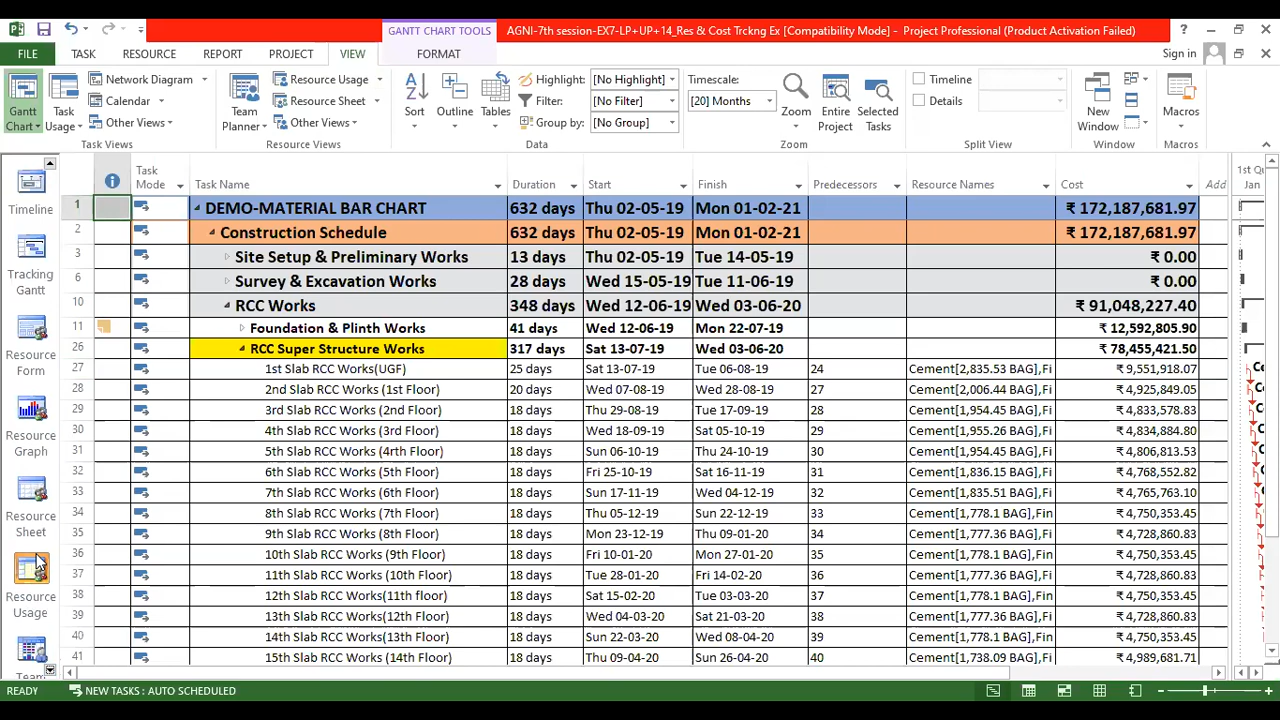 GANTT CHART TOOLS
AGNI-7th session-EX7-LP+UP+14_Res & Cost Trckng Ex [Compatibility Mode] - Project Professional (Product Activation Failed)
FILE TASK RESOURCE REPORT PROJECT VIEW FORMAT Sign in
Gantt Chart Task Usage Network Diagram Calendar Other Views
Task Views
Team Planner Resource Usage Resource Sheet Other Views
Resource Views
Sort Outline Tables Highlight: [No Highlight] Filter: [No Filter] Group by: [No Group]
Data
Timescale: [20] Months Zoom Entire Project Selected Tasks
Zoom
Timeline Details
Split View
New Window
Window
Macros
Macros
Timeline
Tracking Gantt
Resource Form
Resource Graph
Resource Sheet
Resource Usage
Team
Task Mode Task Name Duration Start Finish Predecessors Resource Names Cost Add 1st Qu Jan
1 DEMO-MATERIAL BAR CHART 632 days Thu 02-05-19 Mon 01-02-21 ₹ 172,187,681.97
2 Construction Schedule 632 days Thu 02-05-19 Mon 01-02-21 ₹ 172,187,681.97
3 Site Setup & Preliminary Works 13 days Thu 02-05-19 Tue 14-05-19 ₹ 0.00
6 Survey & Excavation Works 28 days Wed 15-05-19 Tue 11-06-19 ₹ 0.00
10 RCC Works 348 days Wed 12-06-19 Wed 03-06-20 ₹ 91,048,227.40
11 Foundation & Plinth Works 41 days Wed 12-06-19 Mon 22-07-19 ₹ 12,592,805.90
26 RCC Super Structure Works 317 days Sat 13-07-19 Wed 03-06-20 ₹ 78,455,421.50
27 1st Slab RCC Works(UGF) 25 days Sat 13-07-19 Tue 06-08-19 24 Cement[2,835.53 BAG],Fi ₹ 9,551,918.07
28 2nd Slab RCC Works (1st Floor) 20 days Wed 07-08-19 Wed 28-08-19 27 Cement[2,006.44 BAG],Fi ₹ 4,925,849.05
29 3rd Slab RCC Works (2nd Floor) 18 days Thu 29-08-19 Tue 17-09-19 28 Cement[1,954.45 BAG],Fi ₹ 4,833,578.83
30 4th Slab RCC Works (3rd Floor) 18 days Wed 18-09-19 Sat 05-10-19 29 Cement[1,955.26 BAG],Fi ₹ 4,834,884.80
31 5th Slab RCC Works (4rth Floor) 18 days Sun 06-10-19 Thu 24-10-19 30 Cement[1,954.45 BAG],Fi ₹ 4,806,813.53
32 6th Slab RCC Works (5th Floor) 18 days Fri 25-10-19 Sat 16-11-19 31 Cement[1,836.15 BAG],Fi ₹ 4,768,552.82
33 7th Slab RCC Works (6th Floor) 18 days Sun 17-11-19 Wed 04-12-19 32 Cement[1,835.51 BAG],Fi ₹ 4,765,763.10
34 8th Slab RCC Works (7th Floor) 18 days Thu 05-12-19 Sun 22-12-19 33 Cement[1,778.1 BAG],Fin ₹ 4,750,353.45
35 9th Slab RCC Works (8th Floor) 18 days Mon 23-12-19 Thu 09-01-20 34 Cement[1,777.36 BAG],Fi ₹ 4,728,860.83
36 10th Slab RCC Works (9th Floor) 18 days Fri 10-01-20 Mon 27-01-20 35 Cement[1,778.1 BAG],Fin ₹ 4,750,353.45
37 11th Slab RCC Works (10th Floor) 18 days Tue 28-01-20 Fri 14-02-20 36 Cement[1,777.36 BAG],Fi ₹ 4,728,860.83
38 12th Slab RCC Works(11th floor) 18 days Sat 15-02-20 Tue 03-03-20 37 Cement[1,778.1 BAG],Fin ₹ 4,750,353.45
39 13th Slab RCC Works(12th Floor) 18 days Wed 04-03-20 Sat 21-03-20 38 Cement[1,777.36 BAG],Fi ₹ 4,728,860.83
40 14th Slab RCC Works(13th Floor) 18 days Sun 22-03-20 Wed 08-04-20 39 Cement[1,778.1 BAG],Fin ₹ 4,750,353.45
41 15th Slab RCC Works (14th Floor) 18 days Thu 09-04-20 Sun 26-04-20 40 Cement[1,738.09 BAG],Fi ₹ 4,989,681.71
READY NEW TASKS : AUTO SCHEDULED